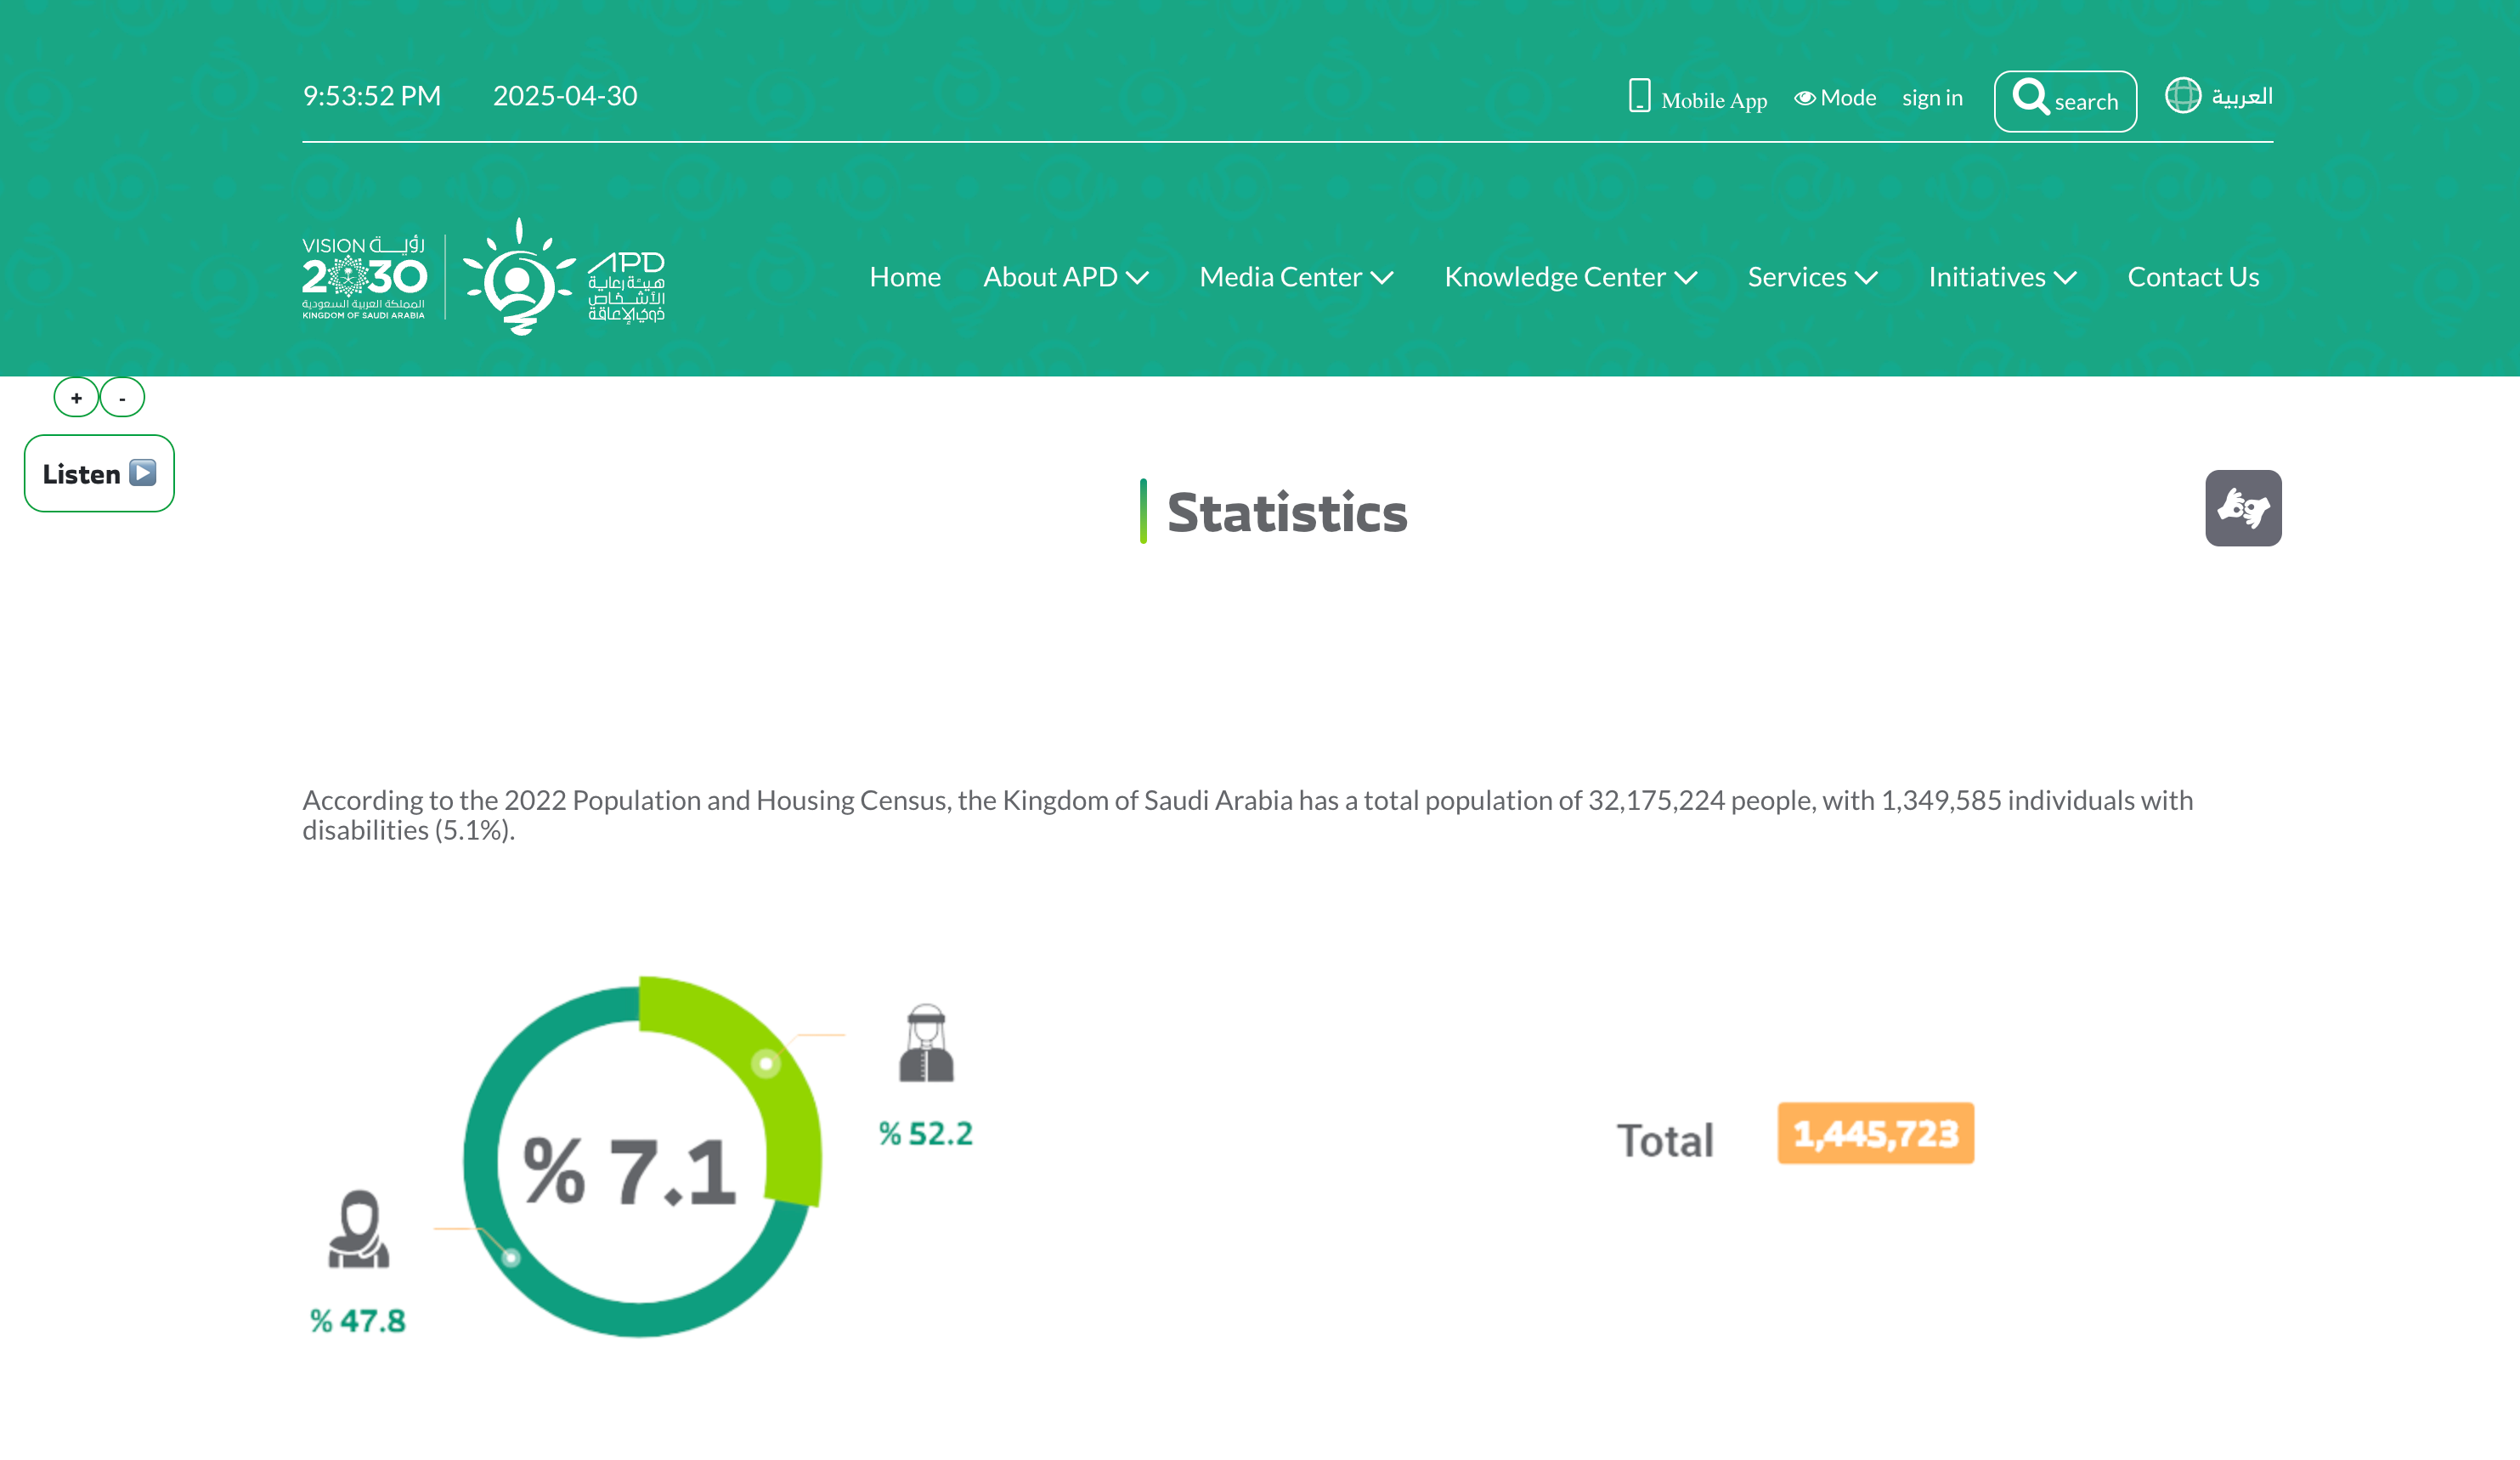 9:53:52 PM 2025-04-30
Mobile App Mode sign in search العربية
VISION رؤيـــة
2030
المملكة العربية السعودية
KINGDOM OF SAUDI ARABIA
APD
هيئة رعاية
الأشخاص
ذوي الإعاقة
Home About APD Media Center Knowledge Center Services Initiatives Contact Us
+ -
Listen
Statistics
According to the 2022 Population and Housing Census, the Kingdom of Saudi Arabia has a total population of 32,175,224 people, with 1,349,585 individuals with
disabilities (5.1%).
% 52.2
% 7.1
Total 1,445,723
% 47.8